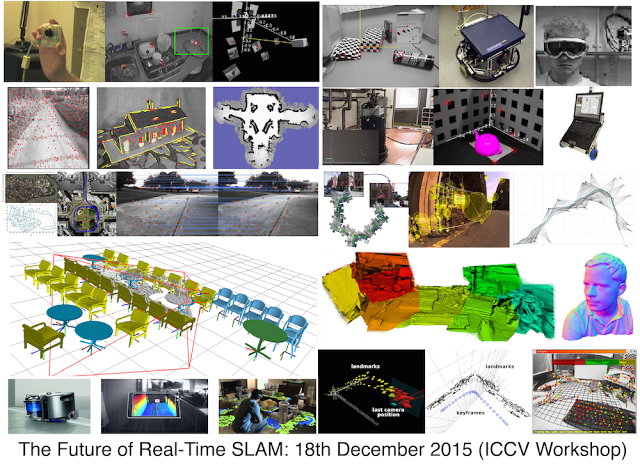 landmarks
last camera
position
landmarks
keyframes
The Future of Real-Time SLAM: 18th December 2015 (ICCV Workshop)